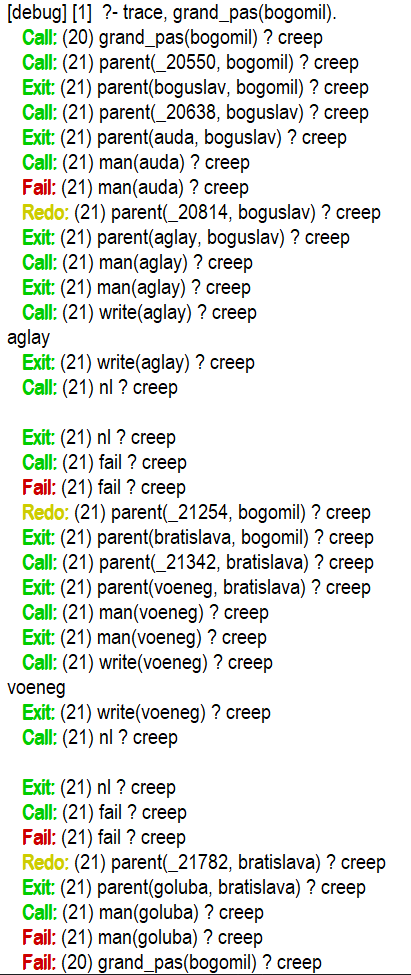 [debug] [1]  ?- trace, grand_pas(bogomil).
Call: (20) grand_pas(bogomil) ? creep
Call: (21) parent(_20550, bogomil) ? creep
Exit: (21) parent(boguslav, bogomil) ? creep
Call: (21) parent(_20638, boguslav) ? creep
Exit: (21) parent(auda, boguslav) ? creep
Call: (21) man(auda) ? creep
Fail: (21) man(auda) ? creep
Redo: (21) parent(_20814, boguslav) ? creep
Exit: (21) parent(aglay, boguslav) ? creep
Call: (21) man(aglay) ? creep
Exit: (21) man(aglay) ? creep
Call: (21) write(aglay) ? creep
aglay
Exit: (21) write(aglay) ? creep
Call: (21) nl ? creep
Exit: (21) nl ? creep
Call: (21) fail ? creep
Fail: (21) fail ? creep
Redo: (21) parent(_21254, bogomil) ? creep
Exit: (21) parent(bratislava, bogomil) ? creep
Call: (21) parent(_21342, bratislava) ? creep
Exit: (21) parent(voeneg, bratislava) ? creep
Call: (21) man(voeneg) ? creep
Exit: (21) man(voeneg) ? creep
Call: (21) write(voeneg) ? creep
voeneg
Exit: (21) write(voeneg) ? creep
Call: (21) nl ? creep
Exit: (21) nl ? creep
Call: (21) fail ? creep
Fail: (21) fail ? creep
Redo: (21) parent(_21782, bratislava) ? creep
Exit: (21) parent(goluba, bratislava) ? creep
Call: (21) man(goluba) ? creep
Fail: (21) man(goluba) ? creep
Fail: (20) grand_pas(bogomil) ? creep